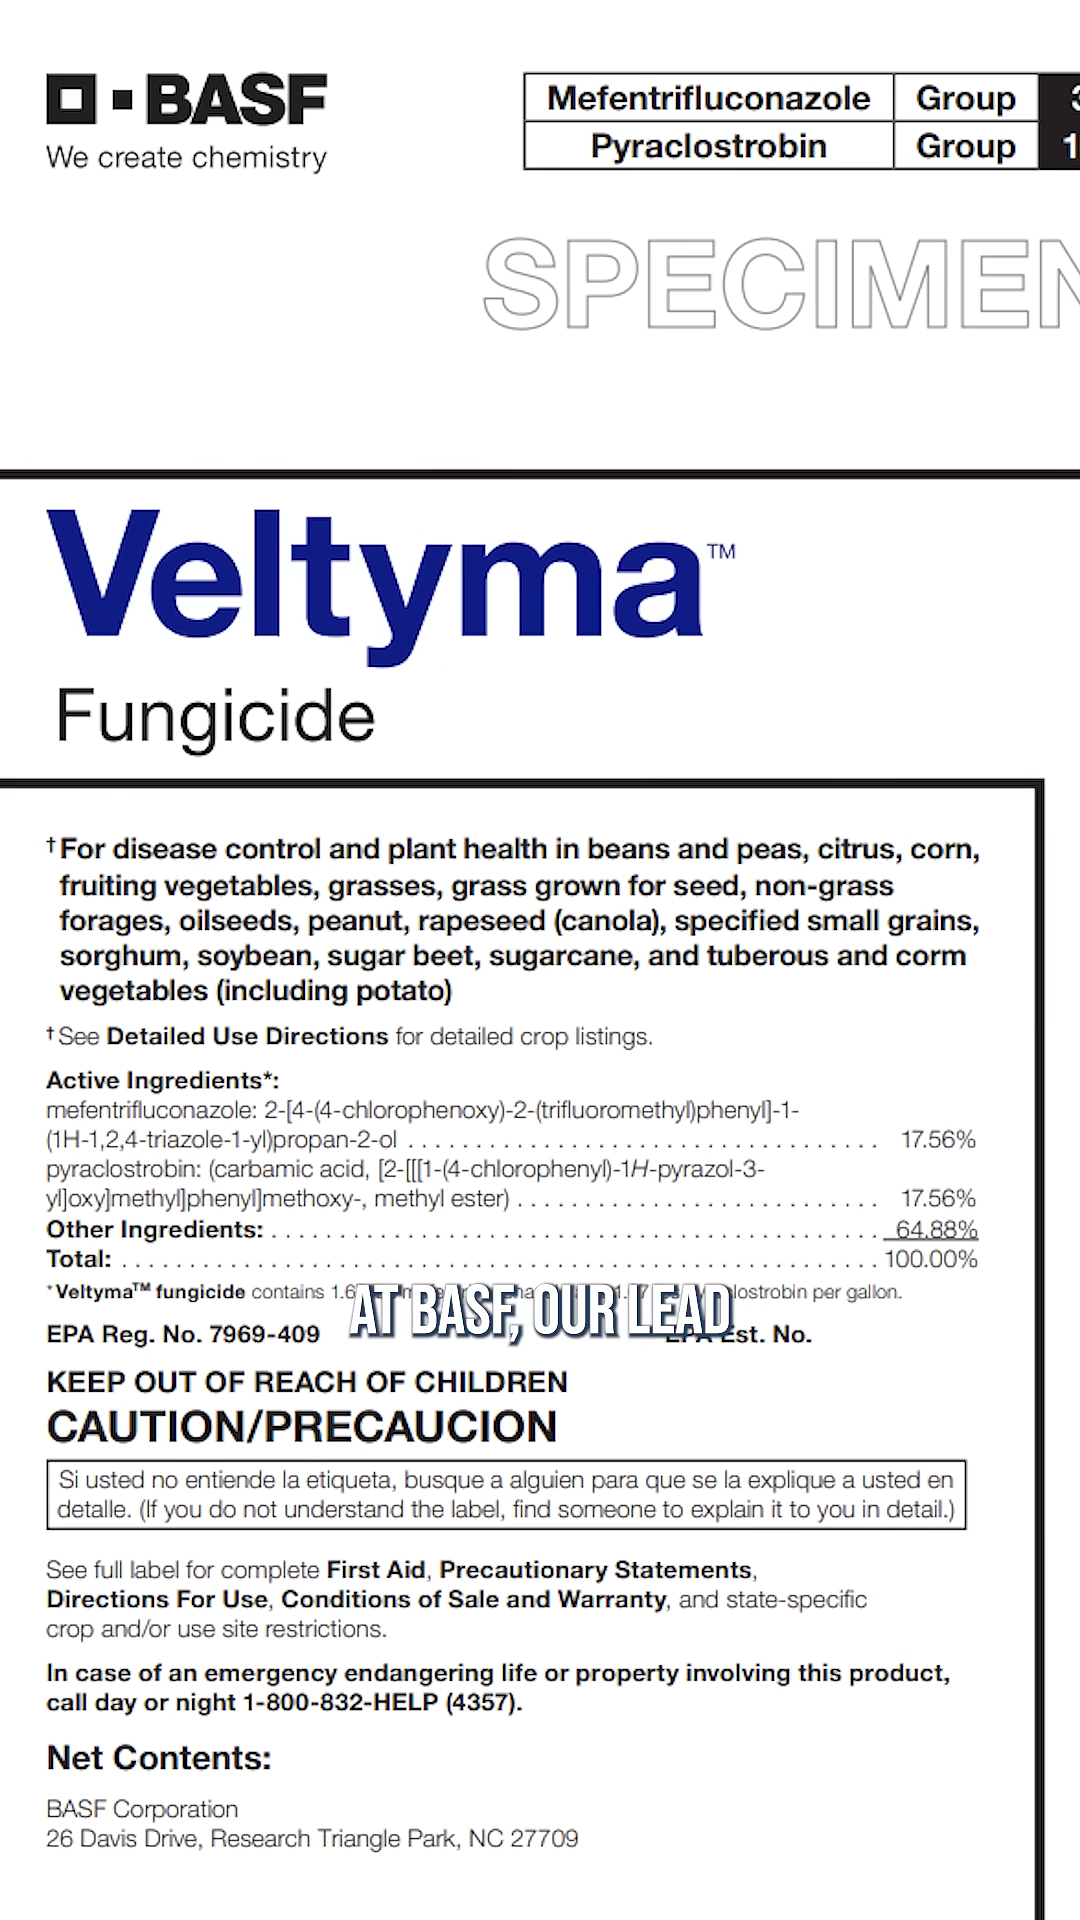 BASF
We create chemistry
Mefentrifluconazole Group 3
Pyraclostrobin Group 1
SPECIMEN
Veltyma™
Fungicide
†For disease control and plant health in beans and peas, citrus, corn,
fruiting vegetables, grasses, grass grown for seed, non-grass
forages, oilseeds, peanut, rapeseed (canola), specified small grains,
sorghum, soybean, sugar beet, sugarcane, and tuberous and corm
vegetables (including potato)
†See Detailed Use Directions for detailed crop listings.
Active Ingredients*:
mefentrifluconazole: 2-[4-(4-chlorophenoxy)-2-(trifluoromethyl)phenyl]-1-
(1H-1,2,4-triazole-1-yl)propan-2-ol . . . . . . . . . . . . . . . . . . . . . . . . . . . . . . . . . . . 17.56%
pyraclostrobin: (carbamic acid, [2-[[[1-(4-chlorophenyl)-1H-pyrazol-3-
yl]oxy]methyl]phenyl]methoxy-, methyl ester) . . . . . . . . . . . . . . . . . . . . . . . . . . . 17.56%
Other Ingredients: . . . . . . . . . . . . . . . . . . . . . . . . . . . . . . . . . . . . . . . . . . . . . 64.88%
Total: . . . . . . . . . . . . . . . . . . . . . . . . . . . . . . . . . . . . . . . . . . . . . . . . . . . . . . . . 100.00%
*Veltyma™ fungicide contains per gallon.
AT BASF, OUR LEAD
EPA Reg. No. 7969-409 EPA Est. No.
KEEP OUT OF REACH OF CHILDREN
CAUTION/PRECAUCION
Si usted no entiende la etiqueta, busque a alguien para que se la explique a usted en
detalle. (If you do not understand the label, find someone to explain it to you in detail.)
See full label for complete First Aid, Precautionary Statements,
Directions For Use, Conditions of Sale and Warranty, and state-specific
crop and/or use site restrictions.
In case of an emergency endangering life or property involving this product,
call day or night 1-800-832-HELP (4357).
Net Contents:
BASF Corporation
26 Davis Drive, Research Triangle Park, NC 27709